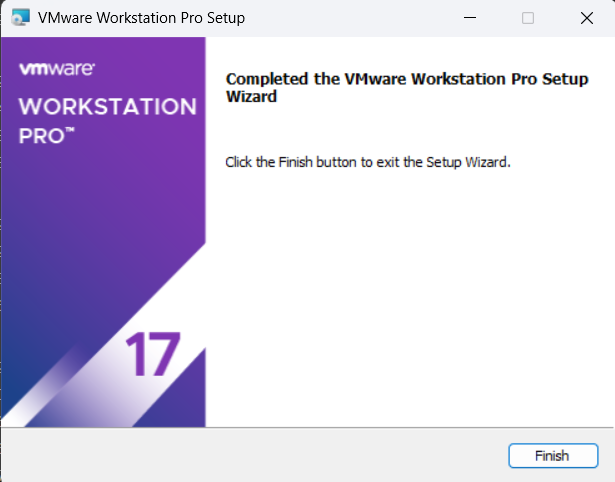 VMware Workstation Pro Setup
vmware®
WORKSTATION
PRO™
17
Completed the VMware Workstation Pro Setup
Wizard
Click the Finish button to exit the Setup Wizard.
Finish